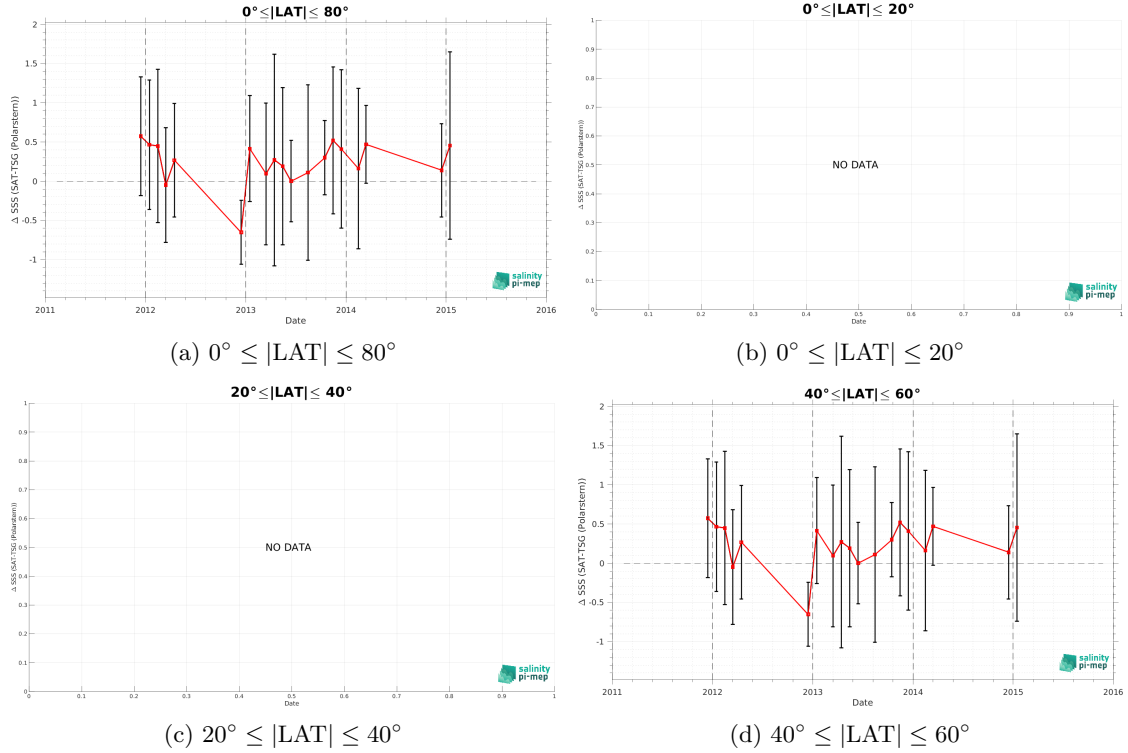 0°≤|LAT|≤ 80°
Δ SSS (SAT-TSG (Polarstern))
2
1.5
1
0.5
0
-0.5
-1
2011 2012 2013 2014 2015 2016
Date
salinity
pi-mep
(a) 0° ≤ |LAT| ≤ 80°
0°≤|LAT|≤ 20°
Δ SSS (SAT-TSG (Polarstern))
1
0.9
0.8
0.7
0.6
0.5
0.4
0.3
0.2
0.1
0
NO DATA
0 0.1 0.2 0.3 0.4 0.5 0.6 0.7 0.8 0.9 1
Date
salinity
pi-mep
(b) 0° ≤ |LAT| ≤ 20°
20°≤|LAT|≤ 40°
Δ SSS (SAT-TSG (Polarstern))
1
0.9
0.8
0.7
0.6
0.5
0.4
0.3
0.2
0.1
0
NO DATA
0 0.1 0.2 0.3 0.4 0.5 0.6 0.7 0.8 0.9 1
Date
salinity
pi-mep
(c) 20° ≤ |LAT| ≤ 40°
40°≤|LAT|≤ 60°
Δ SSS (SAT-TSG (Polarstern))
2
1.5
1
0.5
0
-0.5
-1
2011 2012 2013 2014 2015 2016
Date
salinity
pi-mep
(d) 40° ≤ |LAT| ≤ 60°